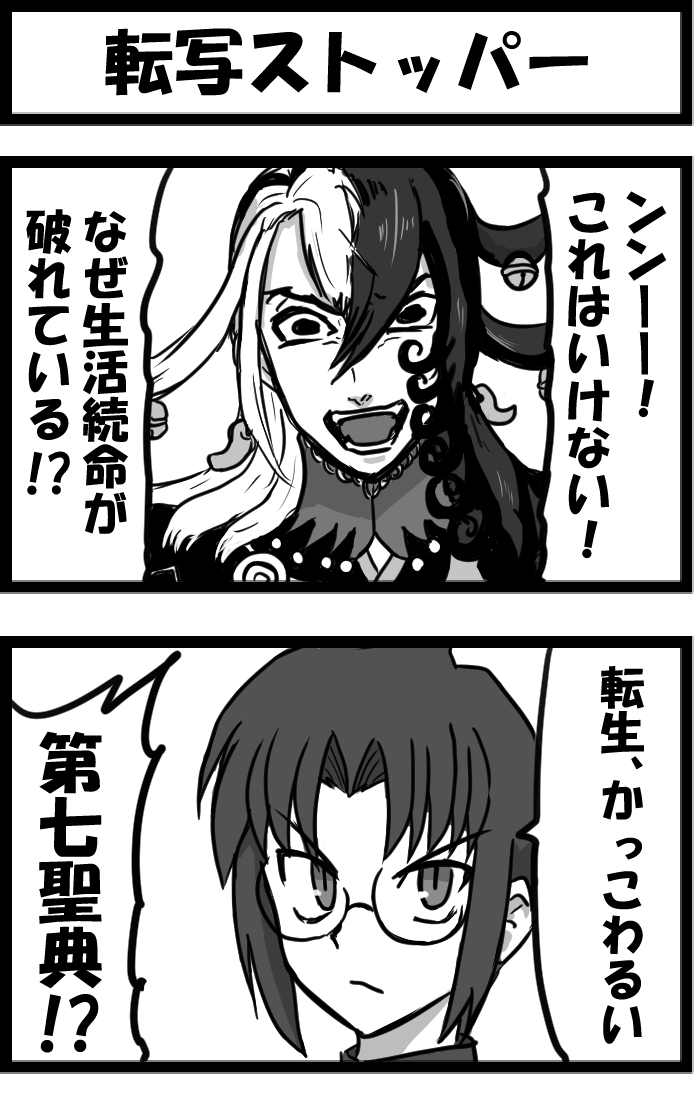 転写ストッパー
ンンーー！
これはいけない！
なぜ生活続命が
破れている！？
転生、かっこわるい
第七聖典！？